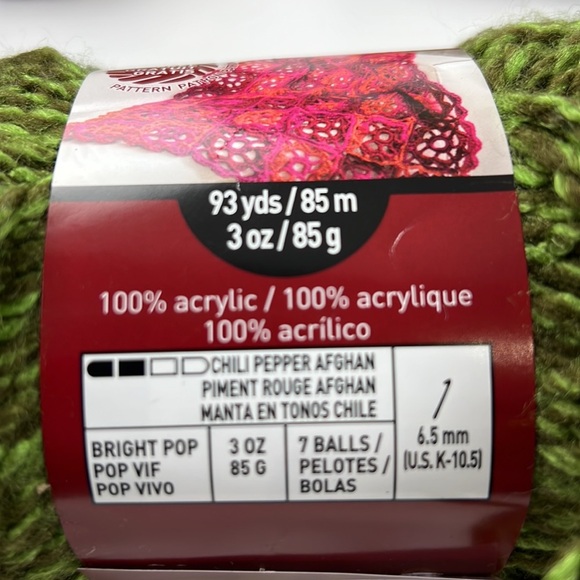 GRATIS
PATTERN
93 yds / 85 m
3 oz / 85 g
100% acrylic / 100% acrylique
100% acrílico
CHILI PEPPER AFGHAN
PIMENT ROUGE AFGHAN
MANTA EN TONOS CHILE
6.5 mm
(U.S. K-10.5)
BRIGHT POP
POP VIF
POP VIVO
3 OZ
85 G
7 BALLS /
PELOTES /
BOLAS